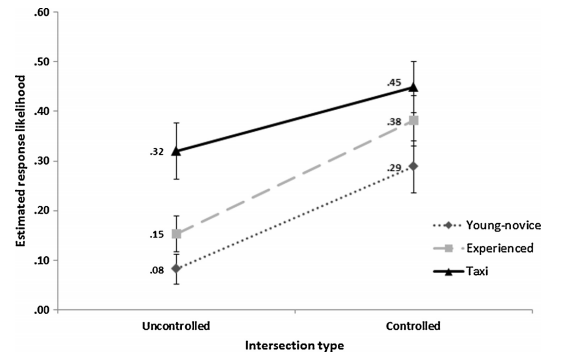 .60
.50
.40
.30
.20
.10
.00
Estimated response likelihood
.32
.15
.08
.45
.38
.29
Young-novice
Experienced
Taxi
Uncontrolled
Controlled
Intersection type